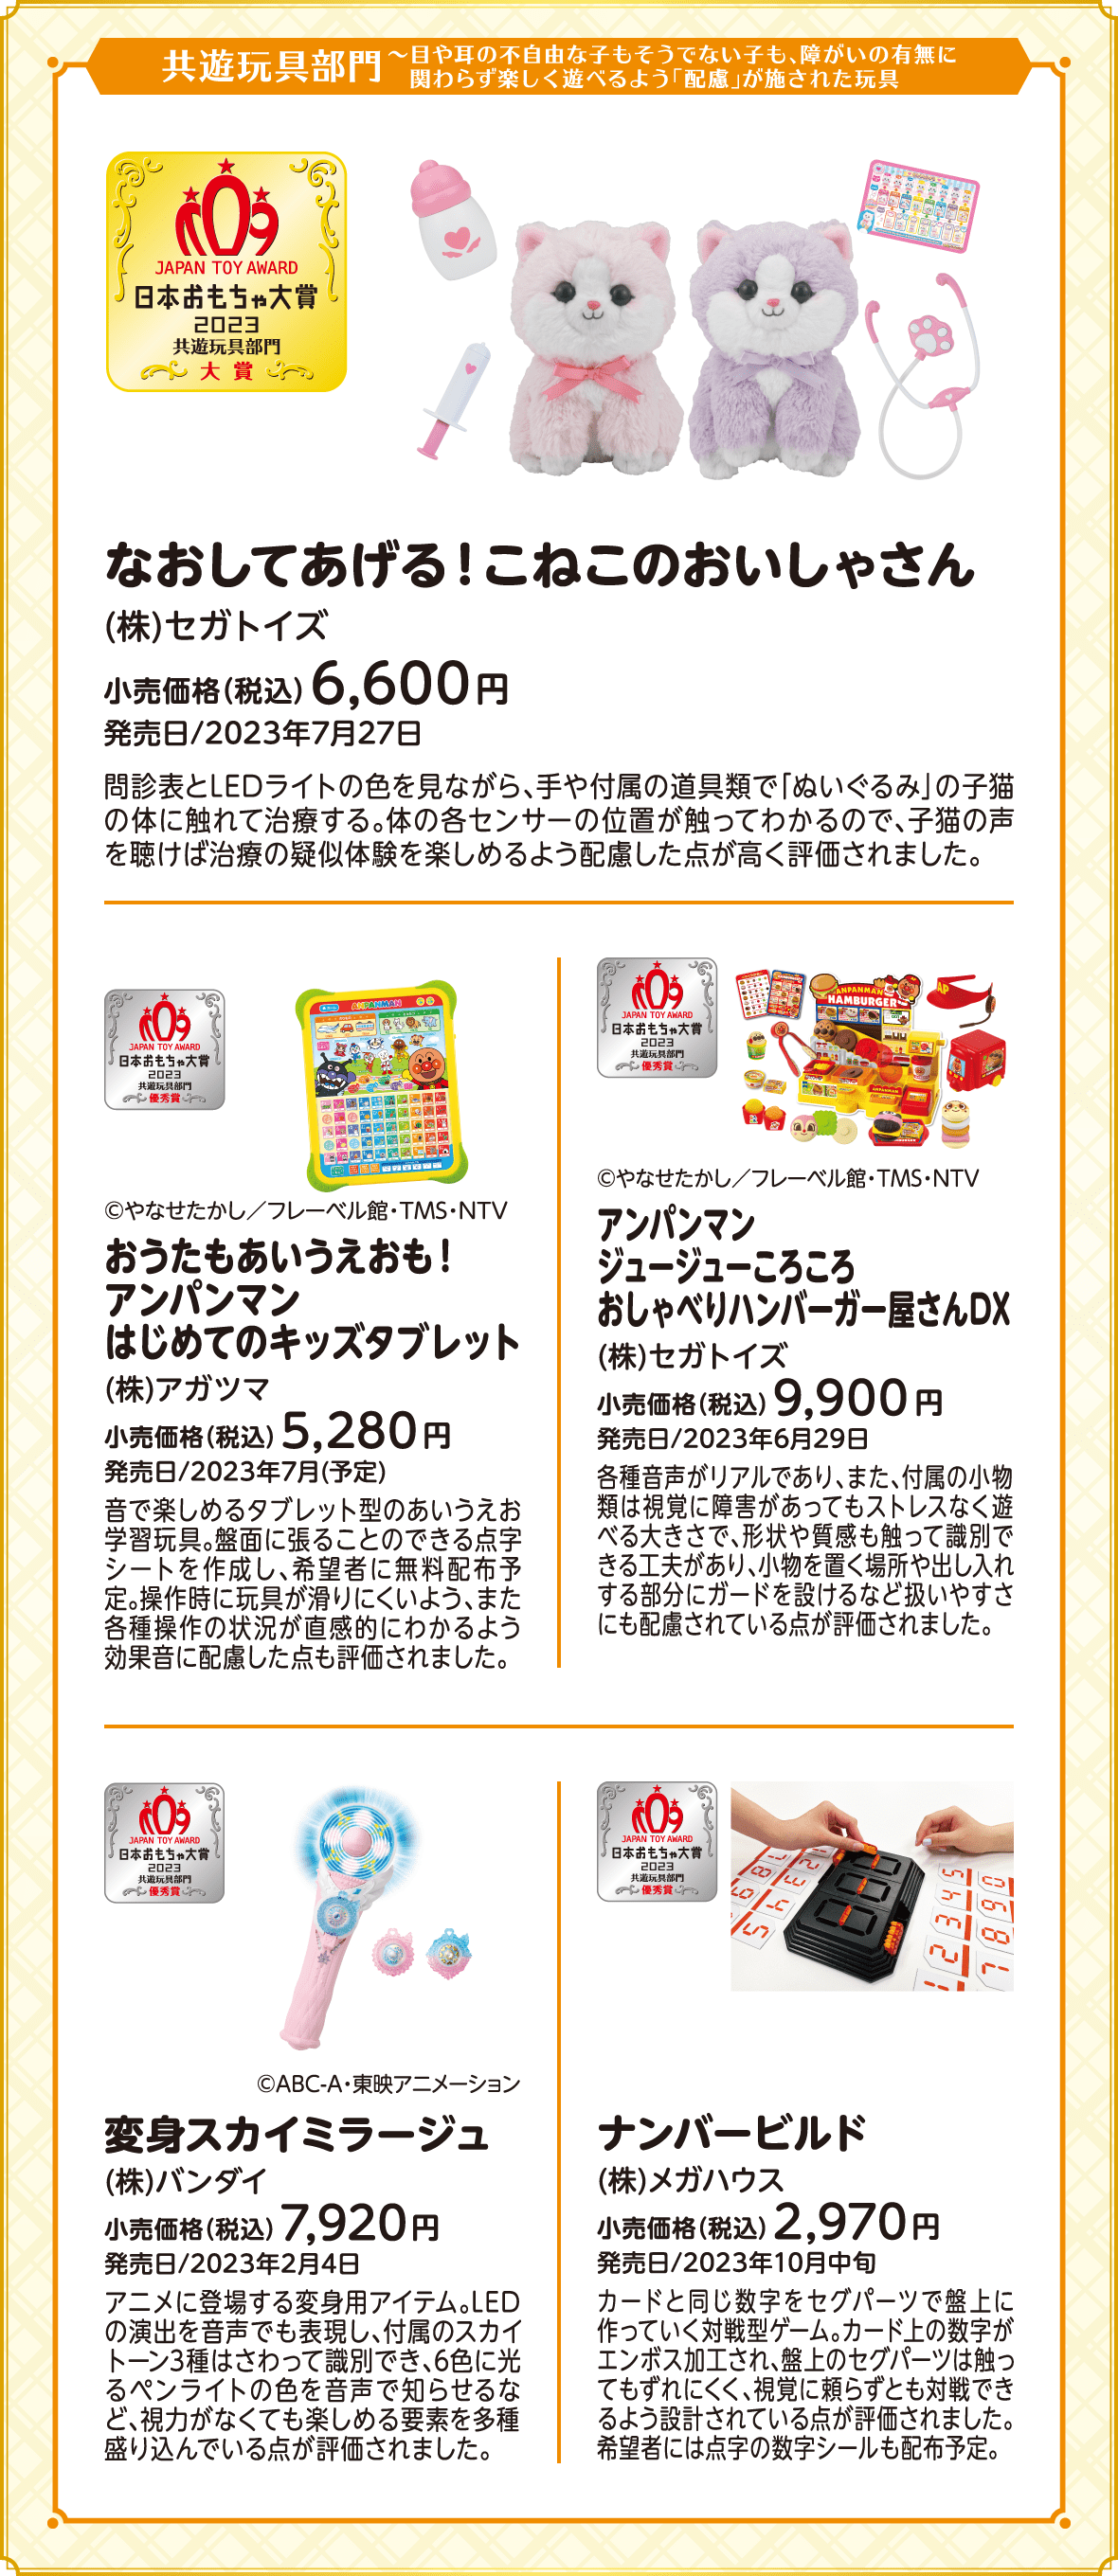 共遊玩具部門
～目や耳の不自由な子もそうでない子も、障がいの有無に
関わらず楽しく遊べるよう「配慮」が施された玩具
JAPAN TOY AWARD
日本おもちゃ大賞
2023
共遊玩具部門
大賞
なおしてあげる！こねこのおいしゃさん
(株)セガトイズ
小売価格(税込)6,600円
発売日/2023年7月27日
問診表とLEDライトの色を見ながら、手や付属の道具類で「ぬいぐるみ」の子猫
の体に触れて治療する。体の各センサーの位置が触ってわかるので、子猫の声
を聴けば治療の疑似体験を楽しめるよう配慮した点が高く評価されました。
JAPAN TOY AWARD
日本おもちゃ大賞
2023
共遊玩具部門
優秀賞
ANPANMAN
©やなせたかし／フレーベル館・TMS・NTV
おうたもあいうえおも！
アンパンマン
はじめてのキッズタブレット
(株)アガツマ
小売価格(税込)5,280円
発売日/2023年7月(予定)
音で楽しめるタブレット型のあいうえお
学習玩具。盤面に張ることのできる点字
シートを作成し、希望者に無料配布予
定。操作時に玩具が滑りにくいよう、また
各種操作の状況が直感的にわかるよう
効果音に配慮した点も評価されました。
JAPAN TOY AWARD
日本おもちゃ大賞
2023
共遊玩具部門
優秀賞
ANPANMAN
HAMBURGER
AP
©やなせたかし／フレーベル館・TMS・NTV
アンパンマン
ジュージューころころ
おしゃべりハンバーガー屋さんDX
(株)セガトイズ
小売価格(税込)9,900円
発売日/2023年6月29日
各種音声がリアルであり、また、付属の小物
類は視覚に障害があってもストレスなく遊
べる大きさで、形状や質感も触って識別で
きる工夫があり、小物を置く場所や出し入れ
する部分にガードを設けるなど扱いやすさ
にも配慮されている点が評価されました。
JAPAN TOY AWARD
日本おもちゃ大賞
2023
共遊玩具部門
優秀賞
©ABC-A・東映アニメーション
変身スカイミラージュ
(株)バンダイ
小売価格(税込)7,920円
発売日/2023年2月4日
アニメに登場する変身用アイテム。LED
の演出を音声でも表現し、付属のスカイ
トーン3種はさわって識別でき、6色に光
るペンライトの色を音声で知らせるな
ど、視力がなくても楽しめる要素を多種
盛り込んでいる点が評価されました。
JAPAN TOY AWARD
日本おもちゃ大賞
2023
共遊玩具部門
優秀賞
ナンバービルド
(株)メガハウス
小売価格(税込)2,970円
発売日/2023年10月中旬
カードと同じ数字をセグパーツで盤上に
作っていく対戦型ゲーム。カード上の数字が
エンボス加工され、盤上のセグパーツは触っ
てもずれにくく、視覚に頼らずとも対戦でき
るよう設計されている点が評価されました。
希望者には点字の数字シールも配布予定。